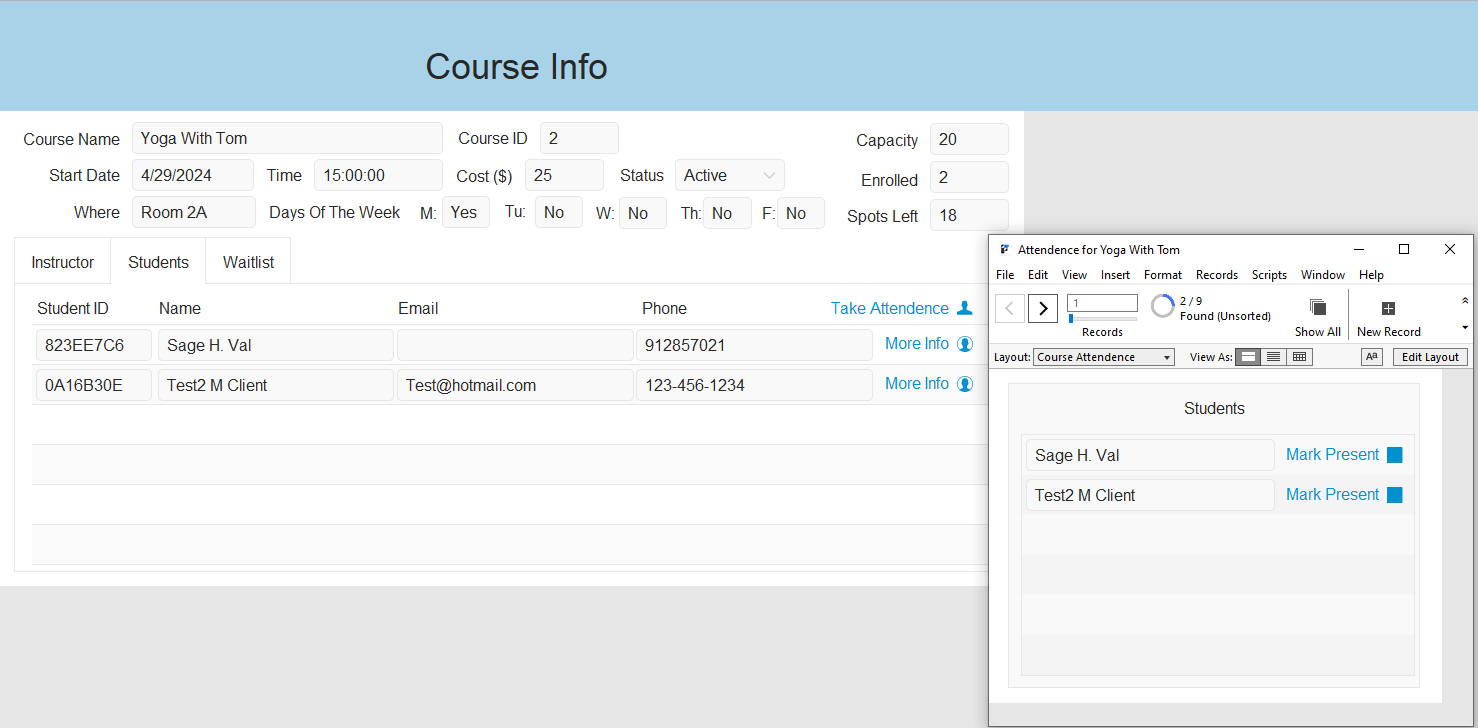 Course Info
Course Name Yoga With Tom Course ID 2 Capacity 20
Start Date 4/29/2024 Time 15:00:00 Cost ($) 25 Status Active Enrolled 2
Where Room 2A Days Of The Week M: Yes Tu: No W: No Th: No F: No Spots Left 18
Instructor Students Waitlist
Student ID Name Email Phone Take Attendence
823EE7C6 Sage H. Val 912857021 More Info
0A16B30E Test2 M Client Test@hotmail.com 123-456-1234 More Info
Attendence for Yoga With Tom
File Edit View Insert Format Records Scripts Window Help
1 2 / 9
Found (Unsorted)
Records Show All New Record
Layout: Course Attendence View As: Aa Edit Layout
Students
Sage H. Val Mark Present
Test2 M Client Mark Present